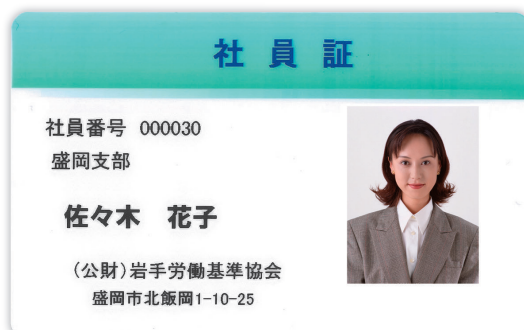 社員証
社員番号 000030
盛岡支部
佐々木 花子
(公財)岩手労働基準協会
盛岡市北飯岡1-10-25